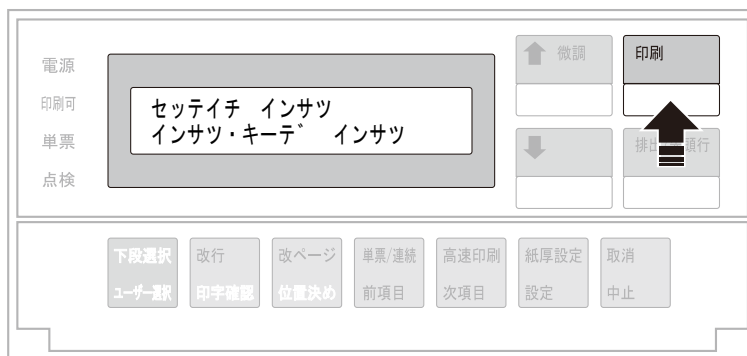 電源
印刷可
単票
点検
セッテイチ インサツ
インサツ・キーデ゛ インサツ
微調
印刷
排出
頭行
下段選択
ユーザー選択
改行
印字確認
改ページ
位置決め
単票/連続
前項目
高速印刷
次項目
紙厚設定
設定
取消
中止